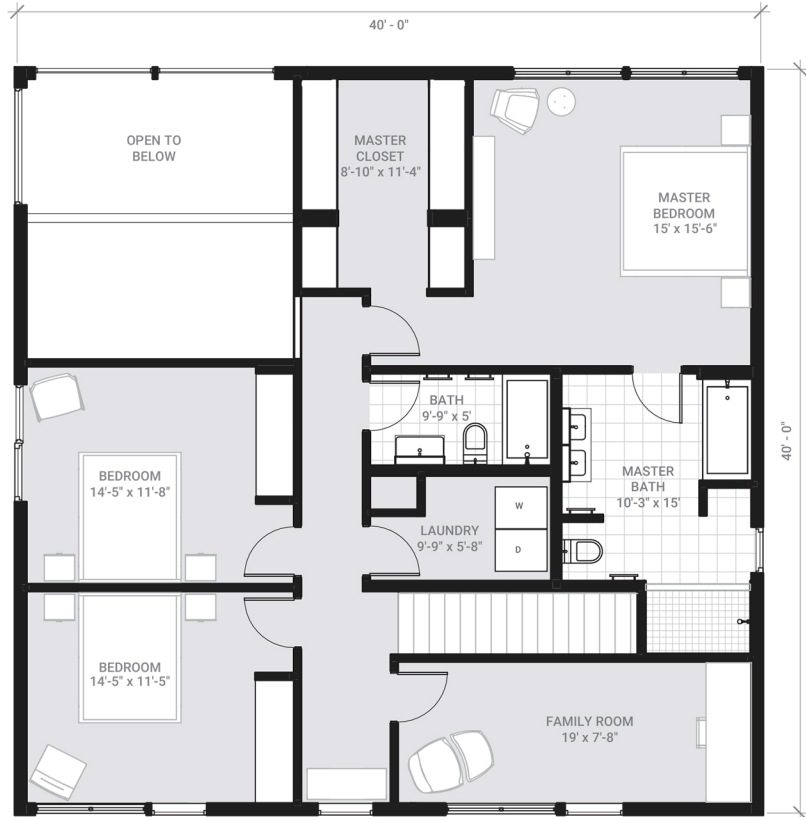 40' - 0"
OPEN TO
BELOW
MASTER
CLOSET
8'-10" x 11'-4"
MASTER
BEDROOM
15' x 15'-6"
BATH
9'-9" x 5'
40' - 0"
BEDROOM
14'-5" x 11'-8"
MASTER
BATH
10'-3" x 15'
LAUNDRY
9'-9" x 5'-8"
W
D
BEDROOM
14'-5" x 11'-5"
FAMILY ROOM
19' x 7'-8"